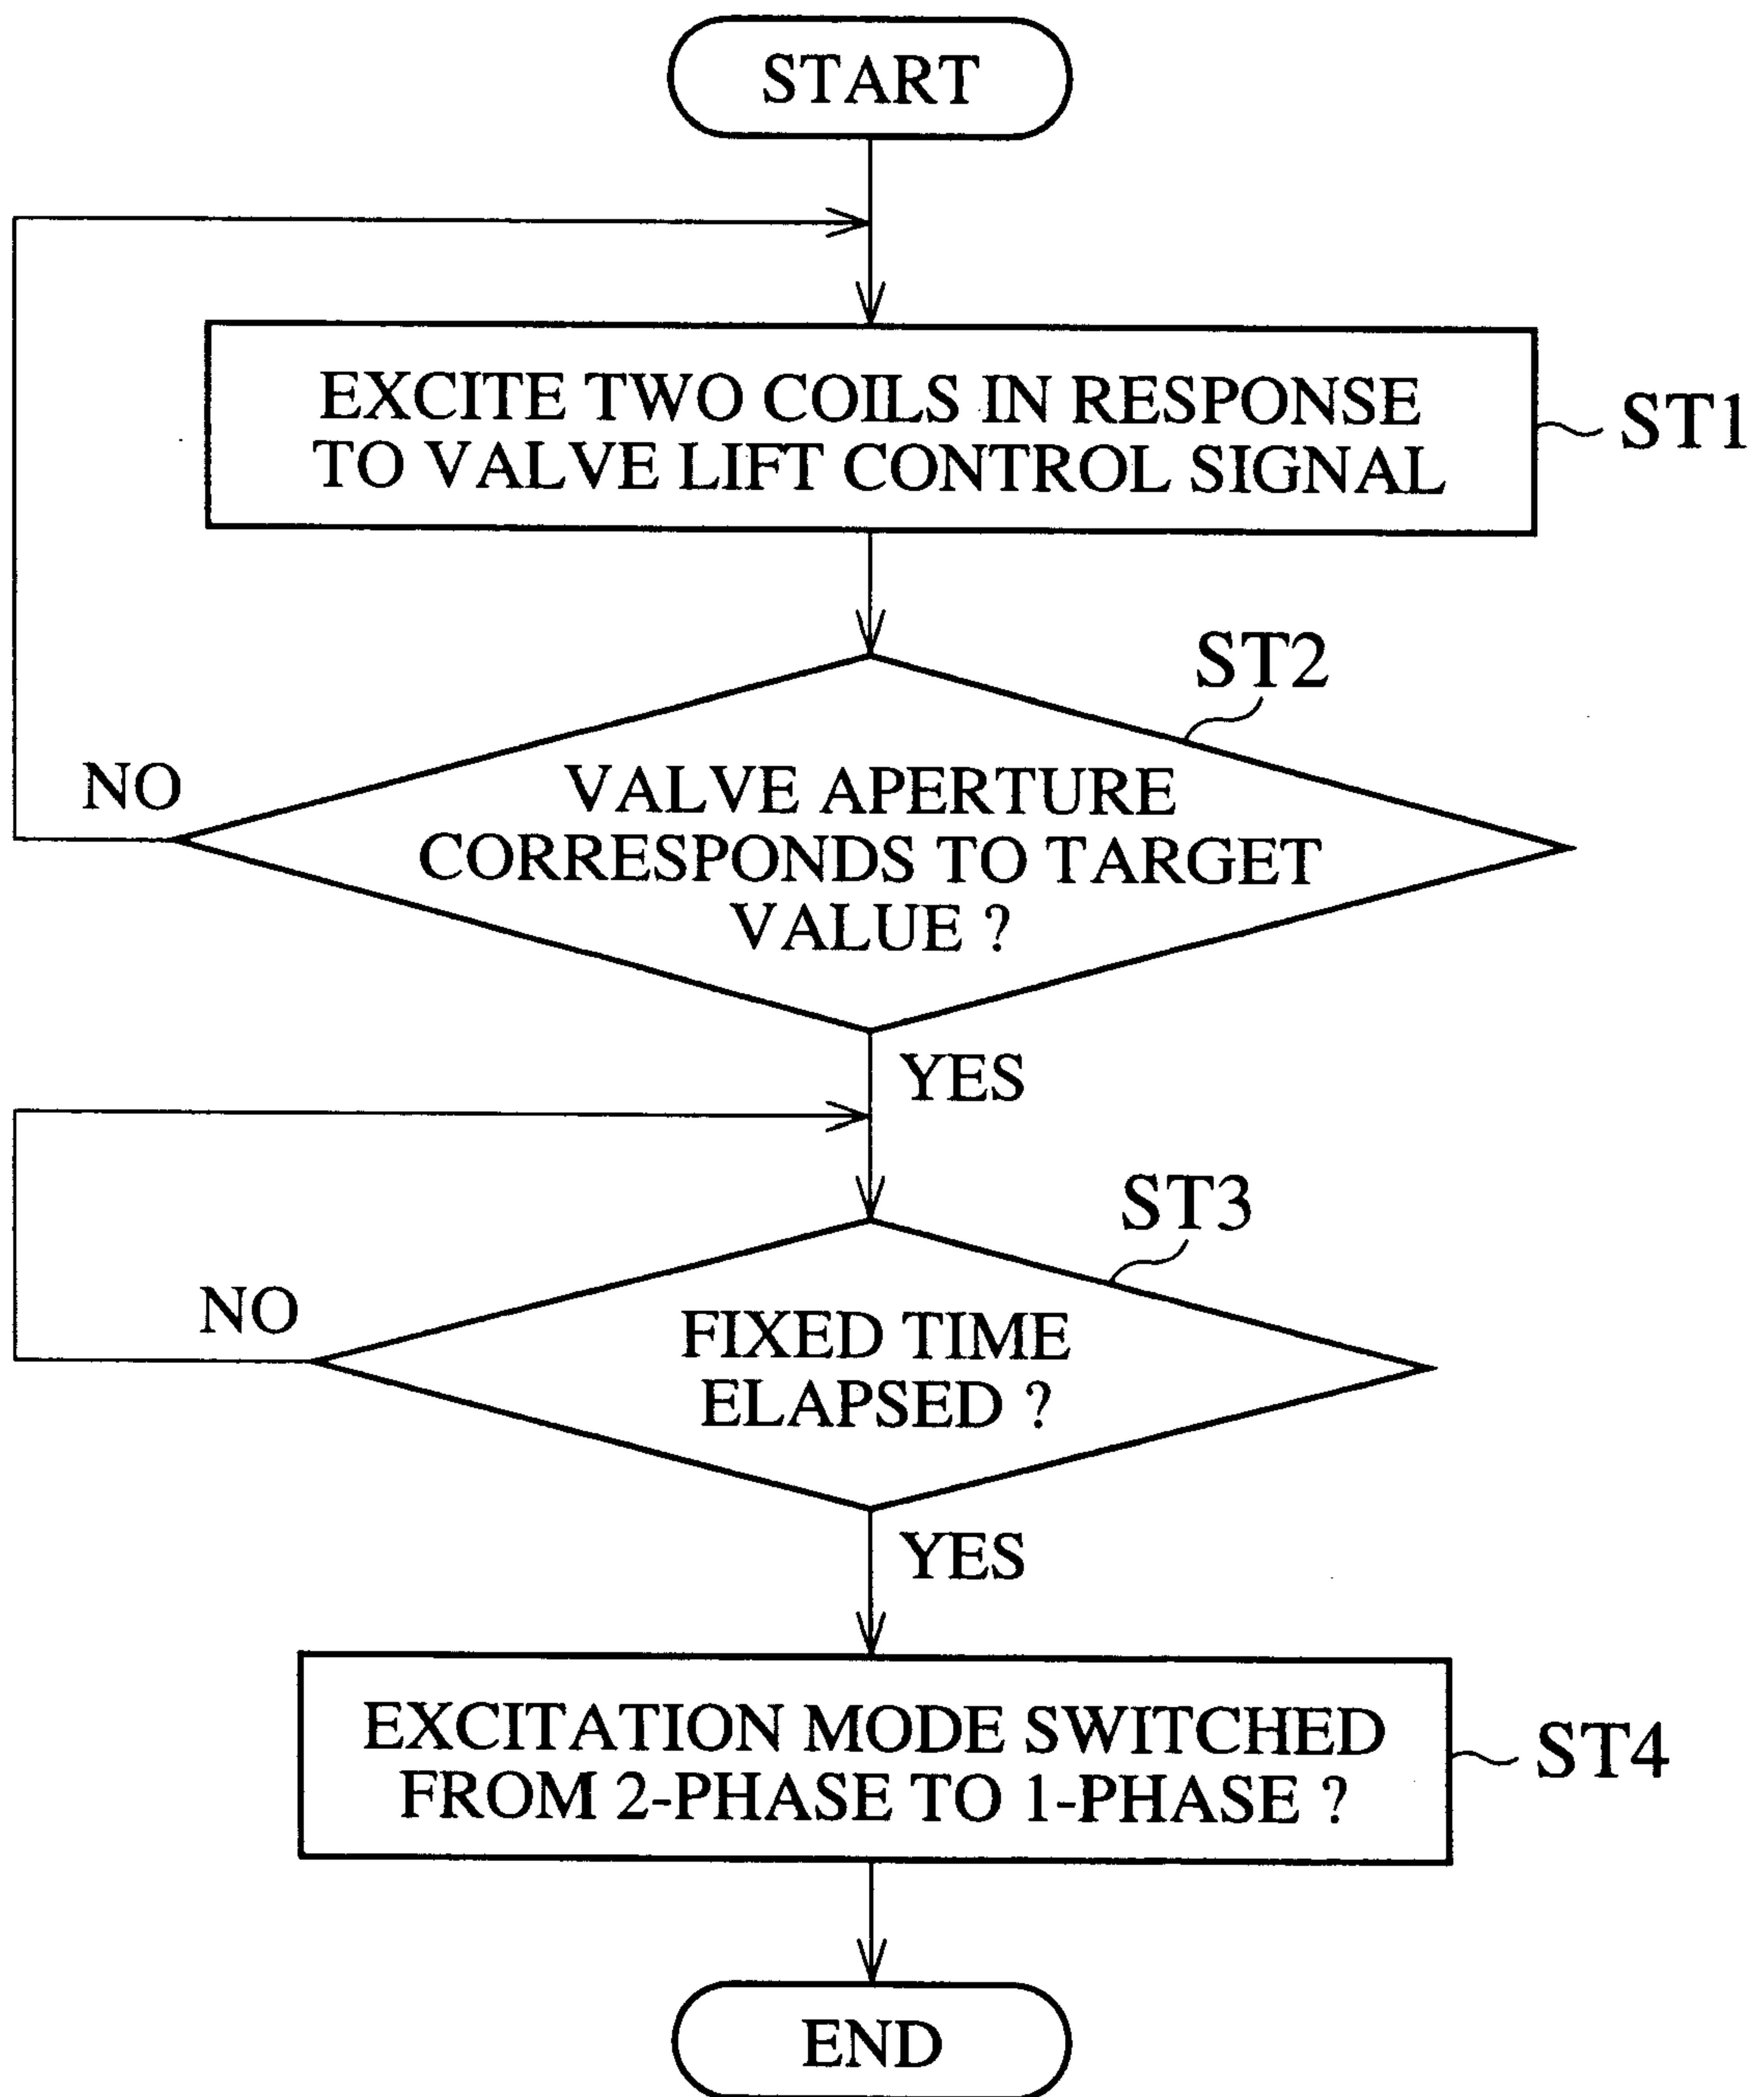 START
EXCITE TWO COILS IN RESPONSE
TO VALVE LIFT CONTROL SIGNAL
ST1
ST2
NO
VALVE APERTURE
CORRESPONDS TO TARGET
VALUE ?
YES
ST3
NO
FIXED TIME
ELAPSED ?
YES
EXCITATION MODE SWITCHED
FROM 2-PHASE TO 1-PHASE ?
ST4
END